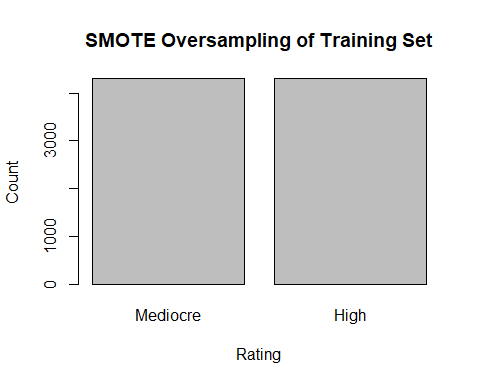 SMOTE Oversampling of Training Set
Count
3000
1000
0
Mediocre
High
Rating